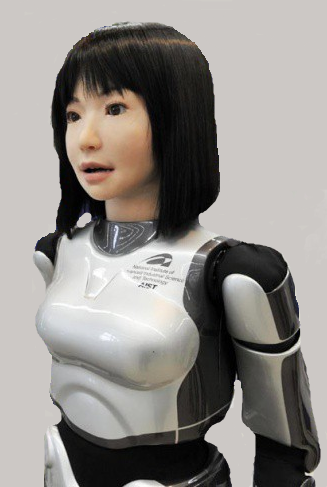 National Institute of
Advanced Industrial Science
and Technology
AIST